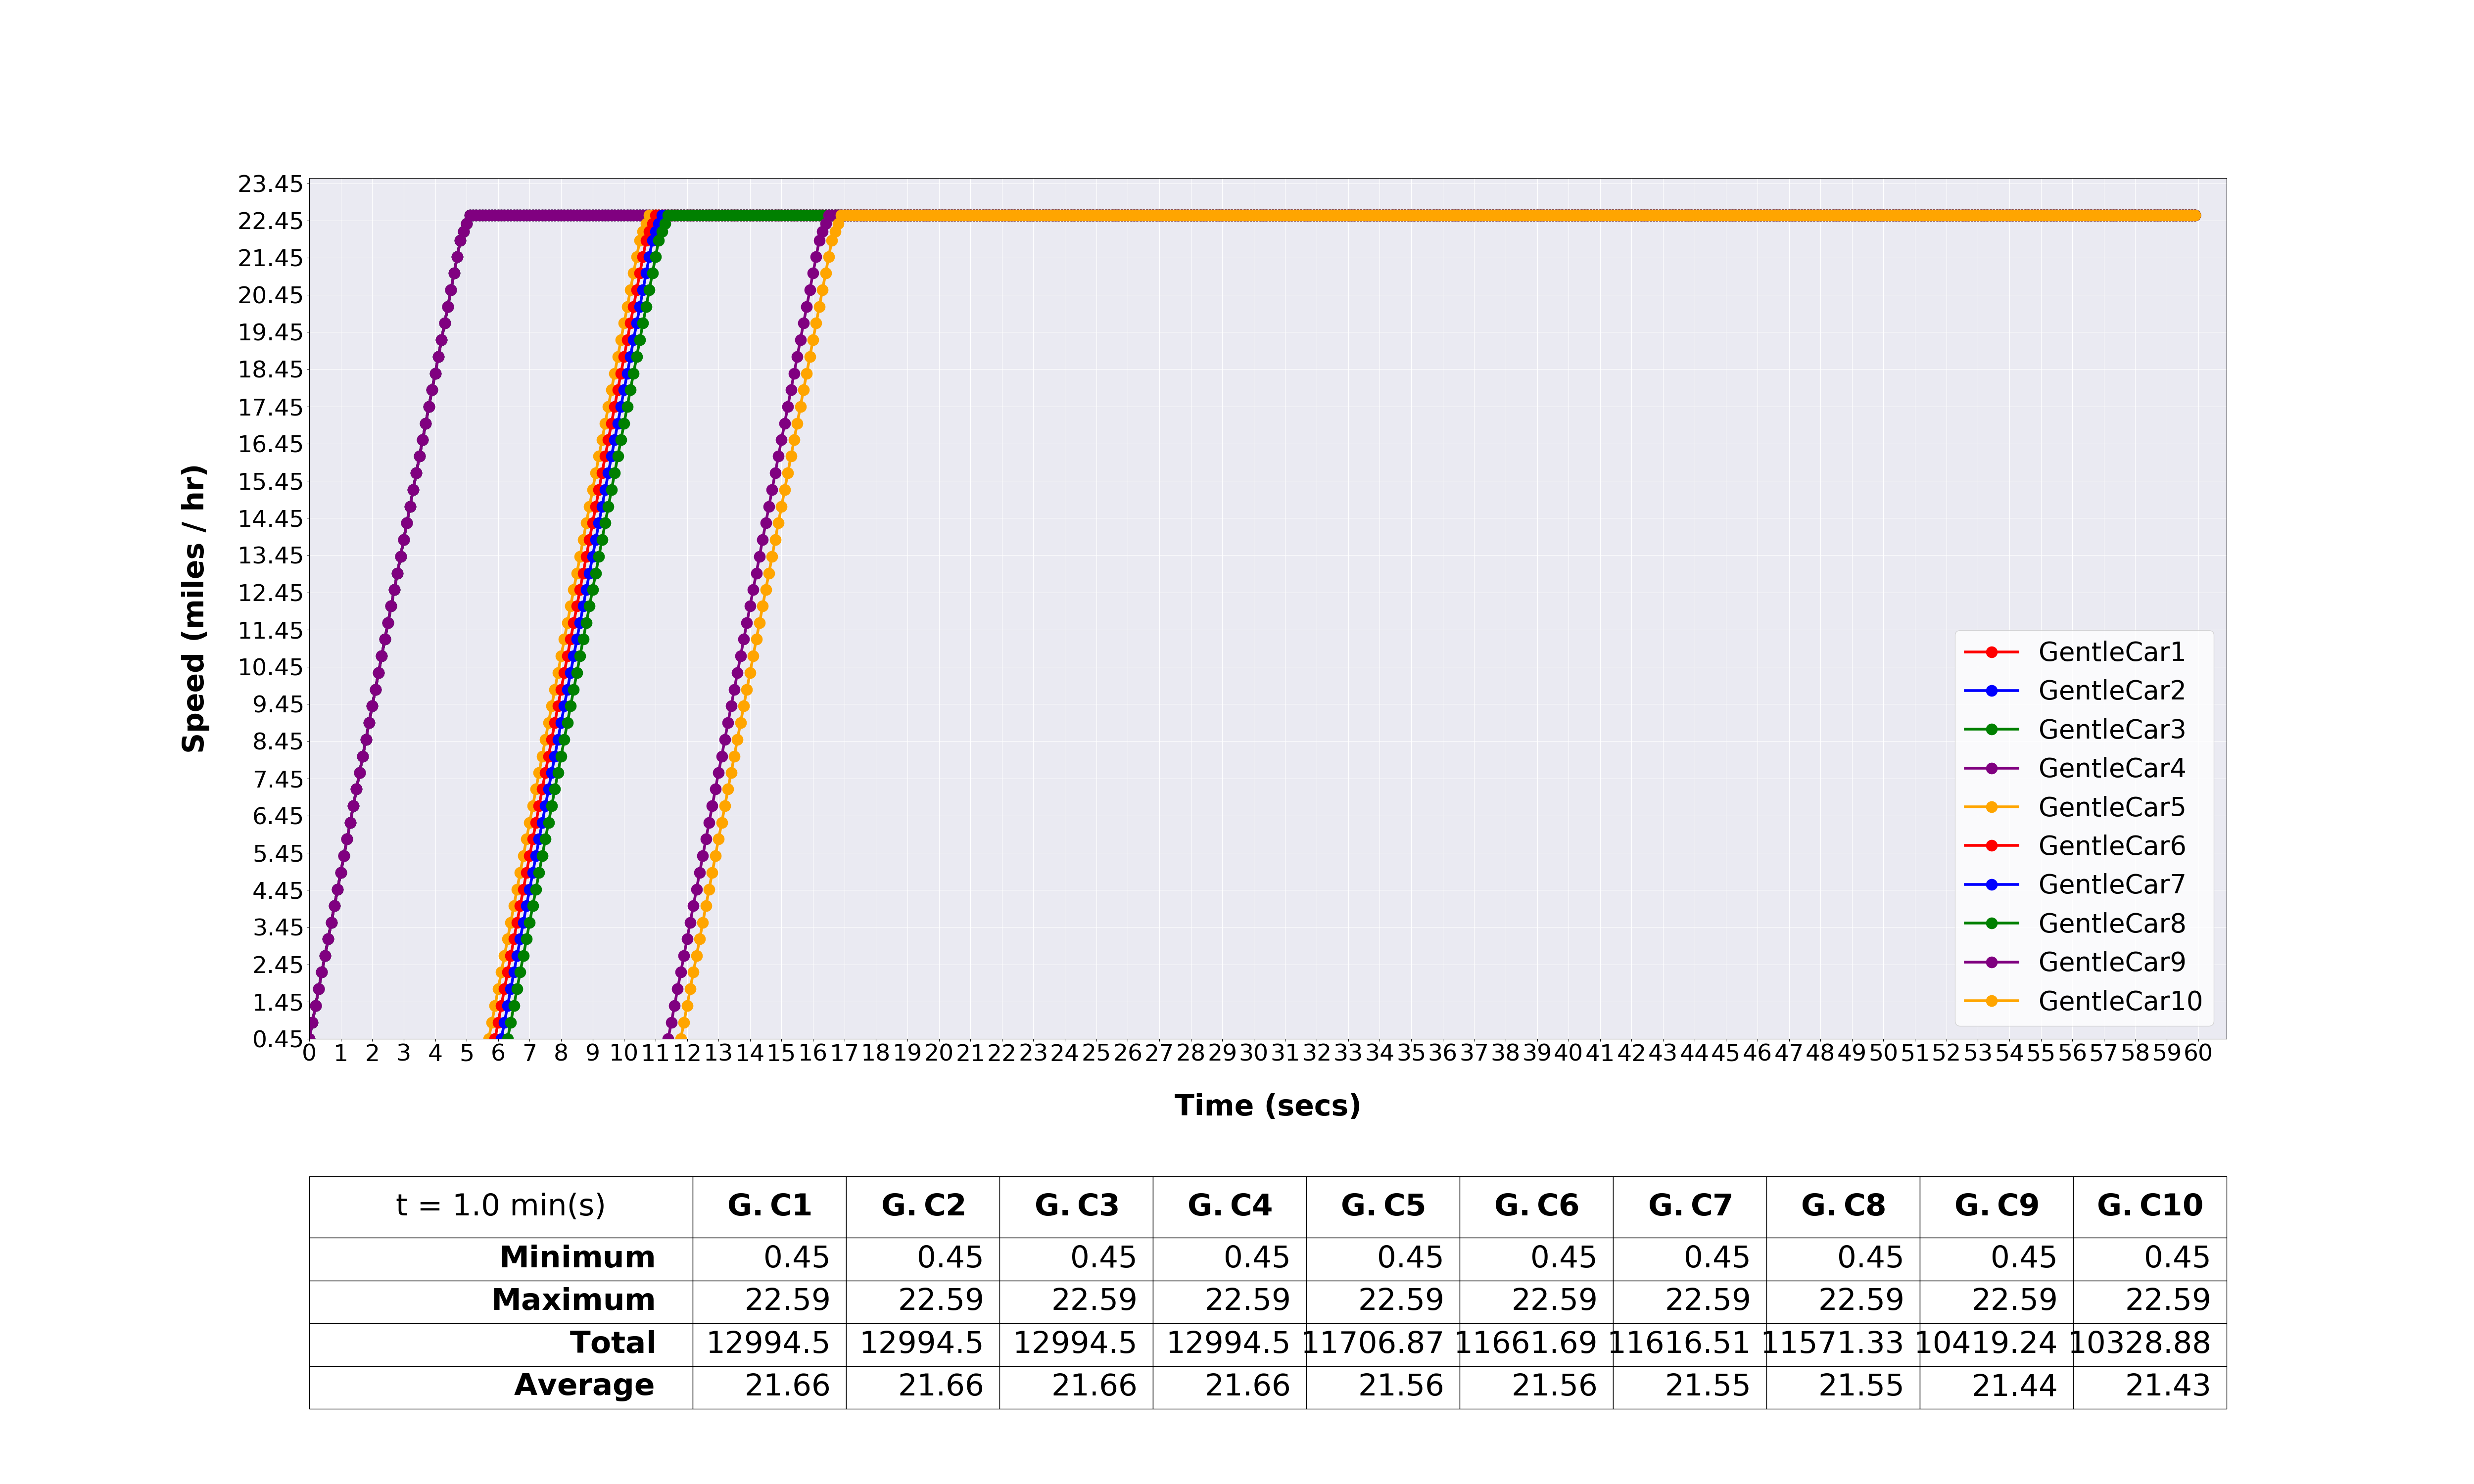 23.45
22.45
21.45
20.45
19.45
18.45
17.45
16.45
15.45
14.45
13.45
12.45
11.45
10.45
9.45
8.45
7.45
6.45
5.45
4.45
3.45
2.45
1.45
0.45
Speed (miles / hr)
GentleCar1
GentleCar2
GentleCar3
GentleCar4
GentleCar5
GentleCar6
GentleCar7
GentleCar8
GentleCar9
GentleCar10
0 1 2 3 4 5 6 7 8 9 10 11 12 13 14 15 16 17 18 19 20 21 22 23 24 25 26 27 28 29 30 31 32 33 34 35 36 37 38 39 40 41 42 43 44 45 46 47 48 49 50 51 52 53 54 55 56 57 58 59 60
Time (secs)
t = 1.0 min(s) G. C1 G. C2 G. C3 G. C4 G. C5 G. C6 G. C7 G. C8 G. C9 G. C10
Minimum 0.45 0.45 0.45 0.45 0.45 0.45 0.45 0.45 0.45 0.45
Maximum 22.59 22.59 22.59 22.59 22.59 22.59 22.59 22.59 22.59 22.59
Total 12994.5 12994.5 12994.5 12994.5 11706.87 11661.69 11616.51 11571.33 10419.24 10328.88
Average 21.66 21.66 21.66 21.66 21.56 21.56 21.55 21.55 21.44 21.43